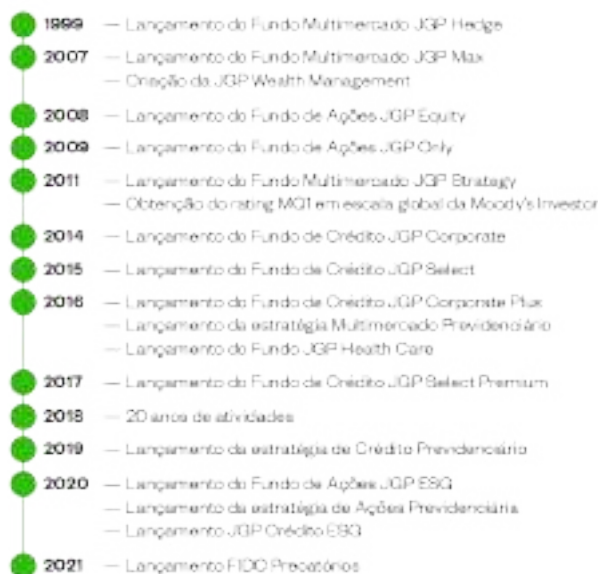 1999 — Lançamento do Fundo Multimercado JGP Hedge
2007 — Lançamento do Fundo Multimercado JGP Max
— Criação da JGP Wealth Management
2008 — Lançamento do Fundo de Ações JGP Equity
2009 — Lançamento do Fundo de Ações JGP Only
2011 — Lançamento do Fundo Multimercado JGP Strategy
— Obtenção do rating MQ1 em escala global da Moody's Investor
2014 — Lançamento do Fundo de Crédito JGP Corporate
2015 — Lançamento do Fundo de Crédito JGP Select
2016 — Lançamento do Fundo de Crédito JGP Corporate Plus
— Lançamento da estratégia Multimercado Previdenciário
— Lançamento do Fundo JGP Health Care
2017 — Lançamento do Fundo de Crédito JGP Select Premium
2018 — 20 anos de atividades
2019 — Lançamento da estratégia de Crédito Previdenciário
2020 — Lançamento do Fundo de Ações JGP ESG
— Lançamento da estratégia de Ações Previdenciária
— Lançamento JGP Crédito ESG
2021 — Lançamento FIDC Precatórios